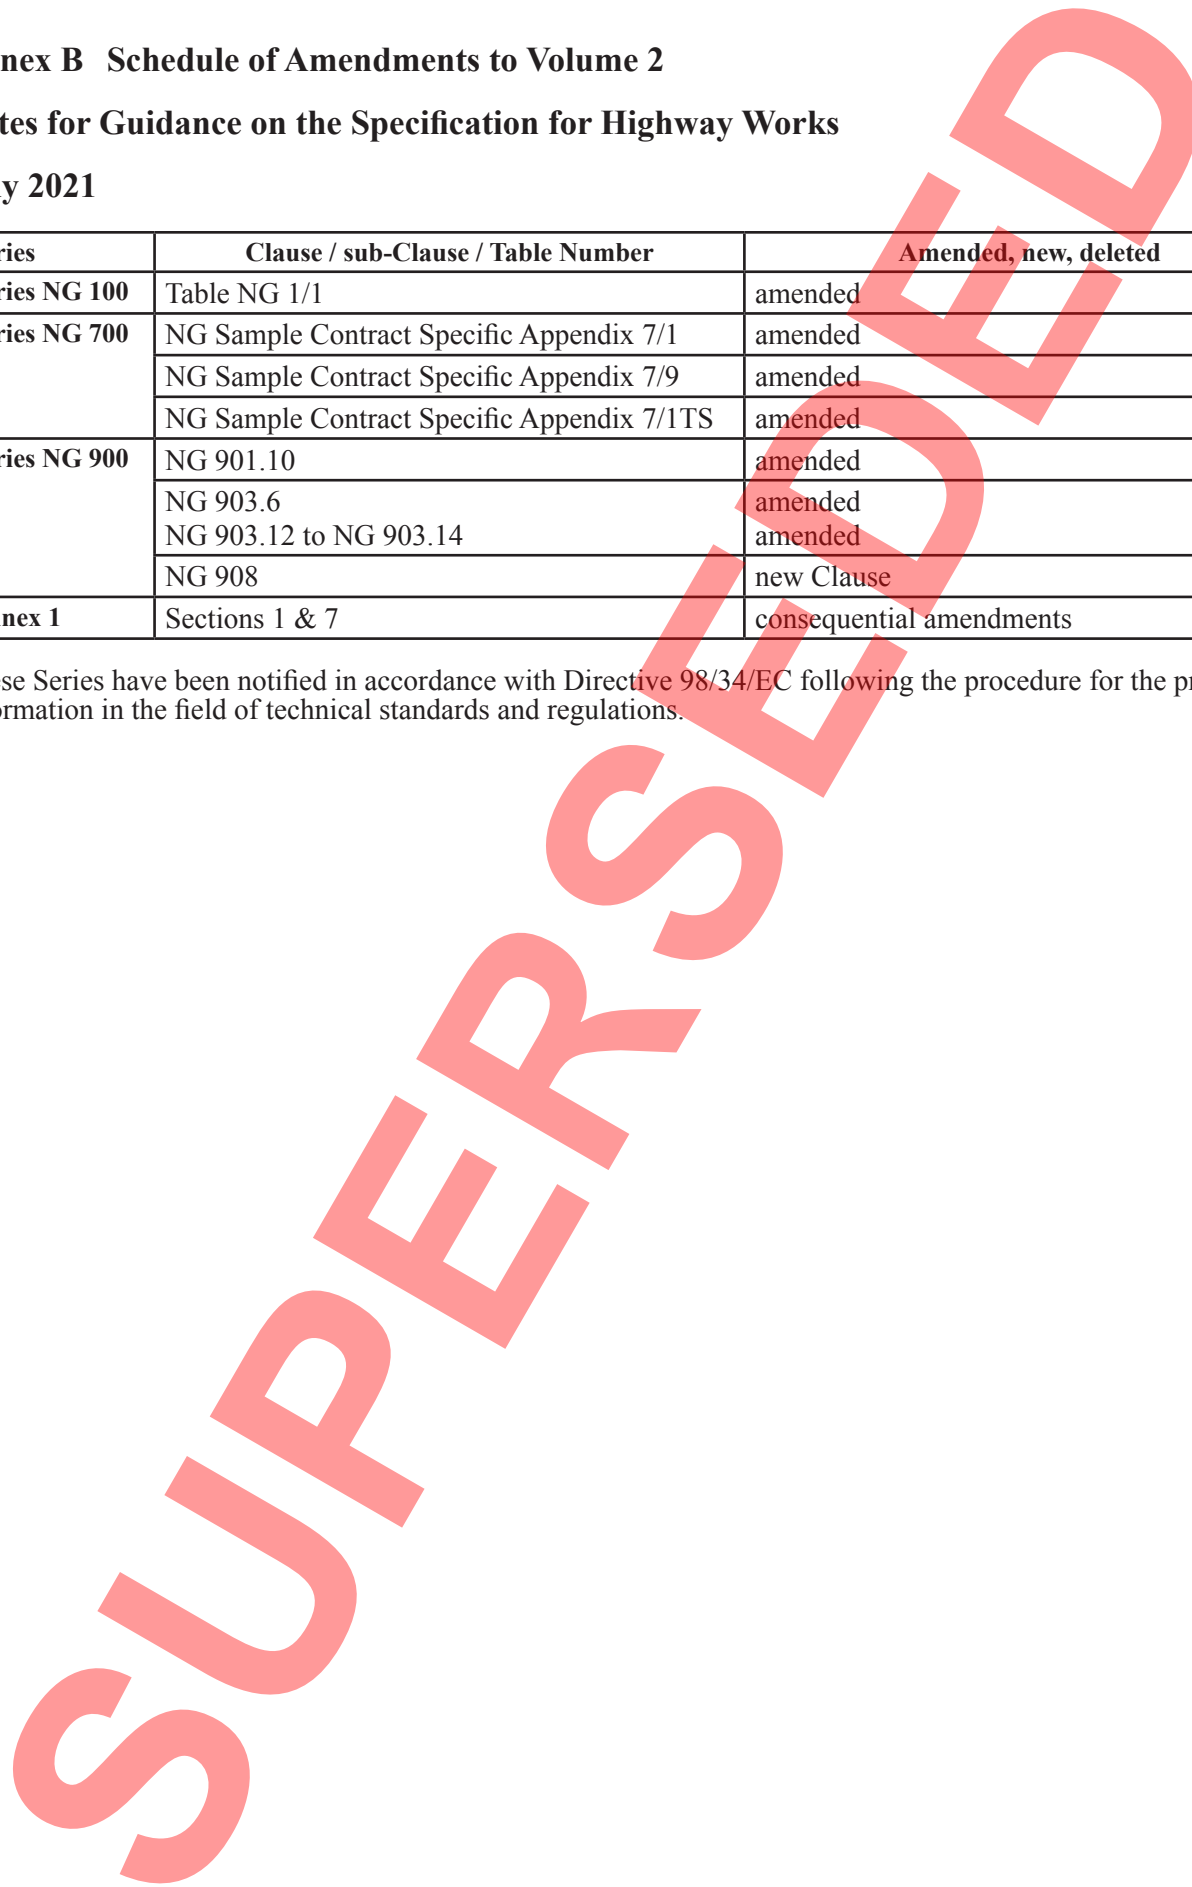 nex B Schedule of Amendments to Volume 2
tes for Guidance on the Specification for Highway Works
y 2021
ries Clause / sub-Clause / Table Number Amended, new, deleted
ries NG 100 Table NG 1/1 amended
ries NG 700 NG Sample Contract Specific Appendix 7/1 amended
NG Sample Contract Specific Appendix 7/9 amended
NG Sample Contract Specific Appendix 7/1TS amended
ries NG 900 NG 901.10 amended
NG 903.6 amended
NG 903.12 to NG 903.14 amended
NG 908 new Clause
nex 1 Sections 1 & 7 consequential amendments
ese Series have been notified in accordance with Directive 98/34/EC following the procedure for the pr
ormation in the field of technical standards and regulations.
SUPERSEDED